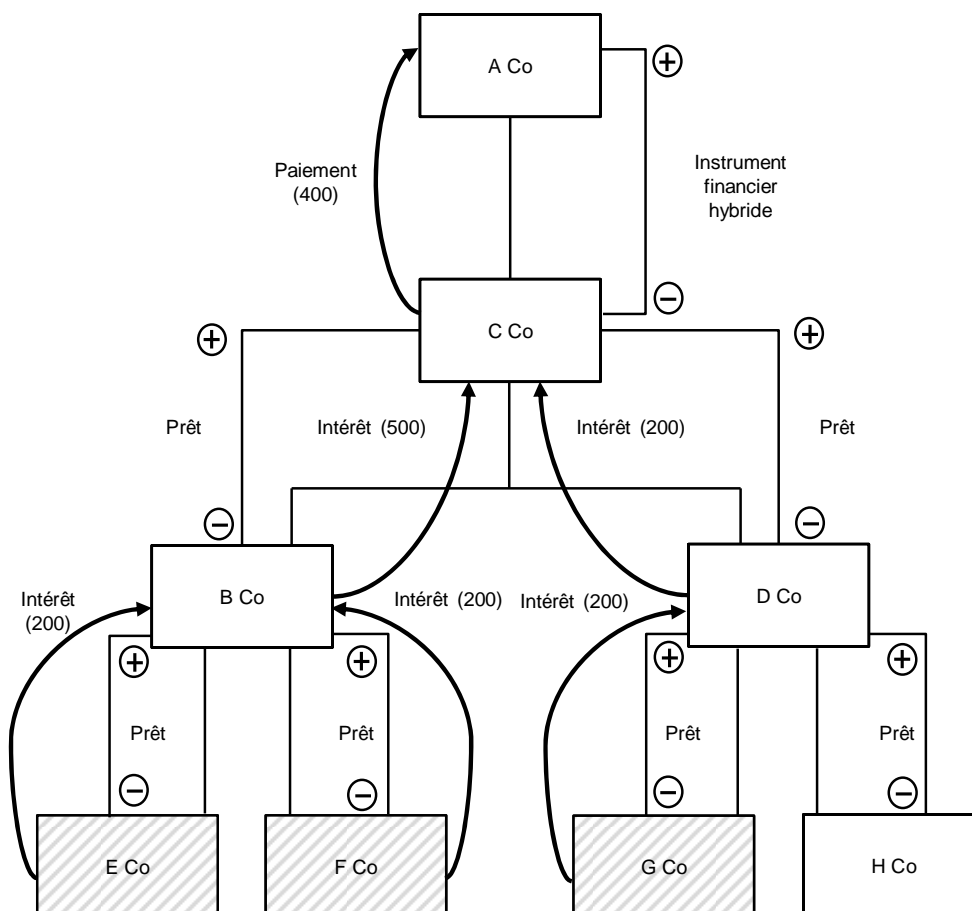 A Co
+
Paiement
(400)
Instrument
financier
hybride
−
C Co
+
+
Prêt
Intérêt (500)
Intérêt (200)
Prêt
−
−
B Co
D Co
Intérêt
(200)
Intérêt (200)
Intérêt (200)
+
+
+
+
Prêt
Prêt
Prêt
Prêt
−
−
−
−
E Co
F Co
G Co
H Co